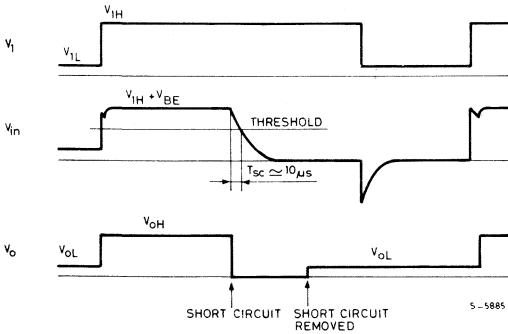 V1H
V1
V1L
V1H + VBE
THRESHOLD
Vin
TSC ≃ 10µs
VOH
VO
VOL
VOL
SHORT CIRCUIT
SHORT CIRCUIT
REMOVED
S-5885